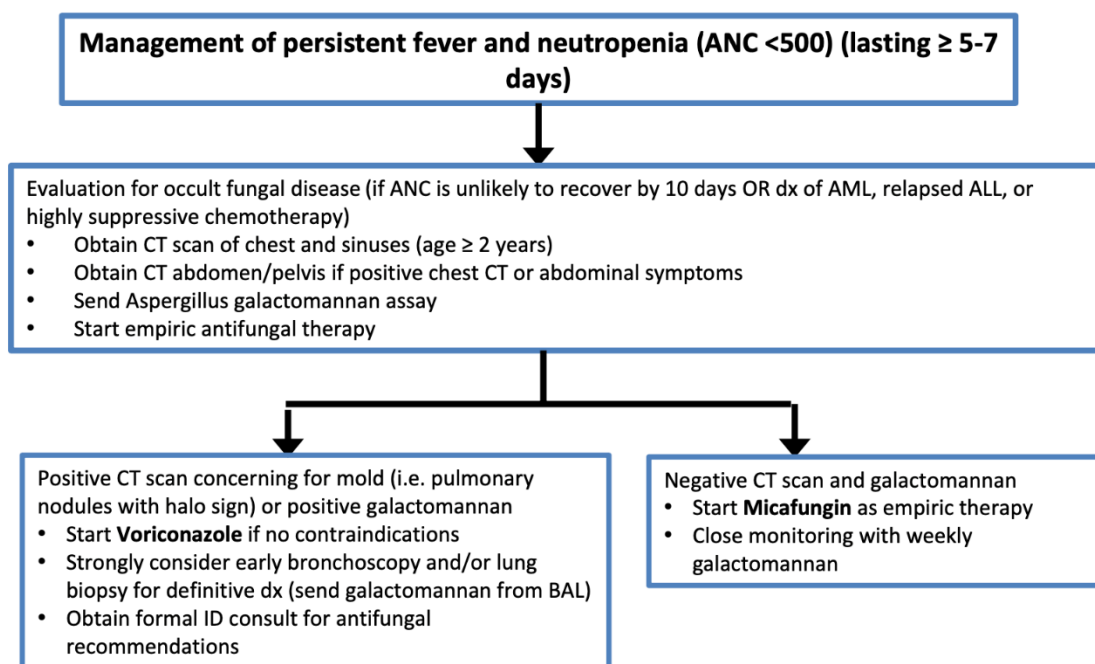 Management of persistent fever and neutropenia (ANC <500) (lasting ≥ 5-7
days)
Evaluation for occult fungal disease (if ANC is unlikely to recover by 10 days OR dx of AML, relapsed ALL, or
highly suppressive chemotherapy)
• Obtain CT scan of chest and sinuses (age ≥ 2 years)
• Obtain CT abdomen/pelvis if positive chest CT or abdominal symptoms
• Send Aspergillus galactomannan assay
• Start empiric antifungal therapy
Positive CT scan concerning for mold (i.e. pulmonary
nodules with halo sign) or positive galactomannan
• Start Voriconazole if no contraindications
• Strongly consider early bronchoscopy and/or lung
biopsy for definitive dx (send galactomannan from BAL)
• Obtain formal ID consult for antifungal
recommendations
Negative CT scan and galactomannan
• Start Micafungin as empiric therapy
• Close monitoring with weekly
galactomannan